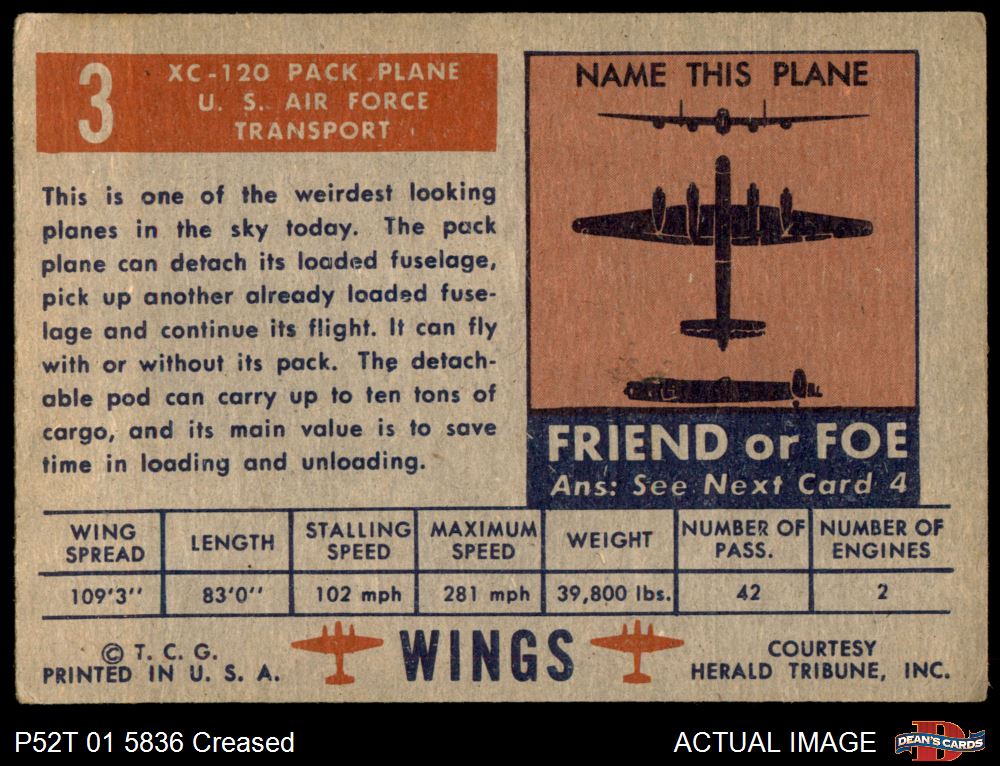 3
XC-120 PACK PLANE
U. S. AIR FORCE
TRANSPORT
This is one of the weirdest looking
planes in the sky today. The pack
plane can detach its loaded fuselage,
pick up another already loaded fuse-
lage and continue its flight. It can fly
with or without its pack. The detach-
able pod can carry up to ten tons of
cargo, and its main value is to save
time in loading and unloading.
NAME THIS PLANE
FRIEND or FOE
Ans: See Next Card 4
WING SPREAD LENGTH STALLING SPEED MAXIMUM SPEED WEIGHT NUMBER OF PASS. NUMBER OF ENGINES
109'3'' 83'0'' 102 mph 281 mph 39,800 lbs. 42 2
© T. C. G.
PRINTED IN U. S. A.
WINGS
COURTESY
HERALD TRIBUNE, INC.
P52T 01 5836 Creased
ACTUAL IMAGE
DEAN'S CARDS